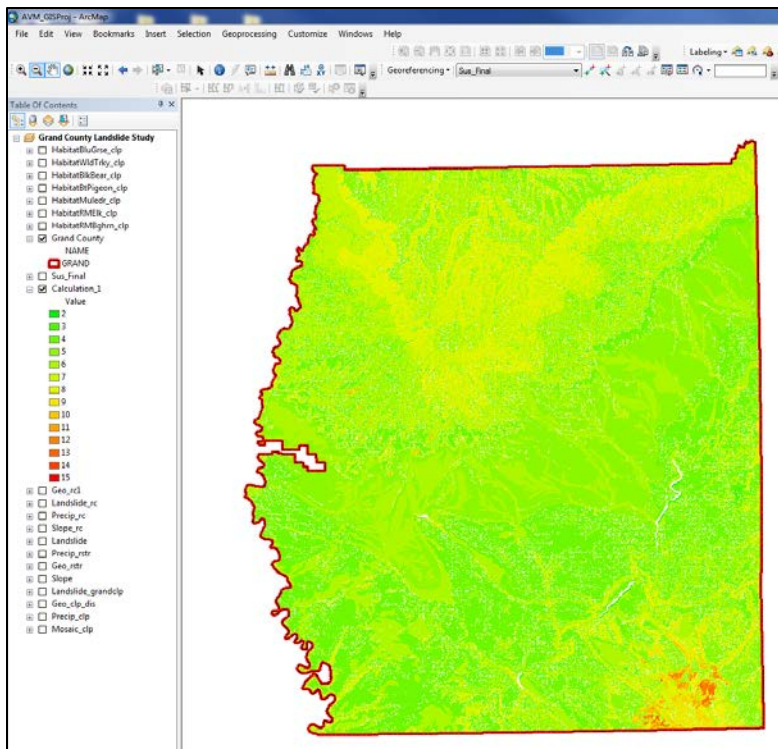 AVM_GISProj - ArcMap
File Edit View Bookmarks Insert Selection Geoprocessing Customize Windows Help
Labeling
Georeferencing Sus_Final
Table Of Contents
Grand County Landslide Study
HabitatBluGrse_clp
HabitatWldTrky_clp
HabitatBlkBear_clp
HabitatBtPigeon_clp
HabitatMuledr_clp
HabitatRMElk_clp
HabitatRMBghrn_clp
Grand County
NAME
GRAND
Sus_Final
Calculation_1
Value
2
3
4
5
6
7
8
9
10
11
12
13
14
15
Geo_rc1
Landslide_rc
Precip_rc
Slope_rc
Landslide
Precip_rstr
Geo_rstr
Slope
Landslide_grandclp
Geo_clp_dis
Precip_clp
Mosaic_clp